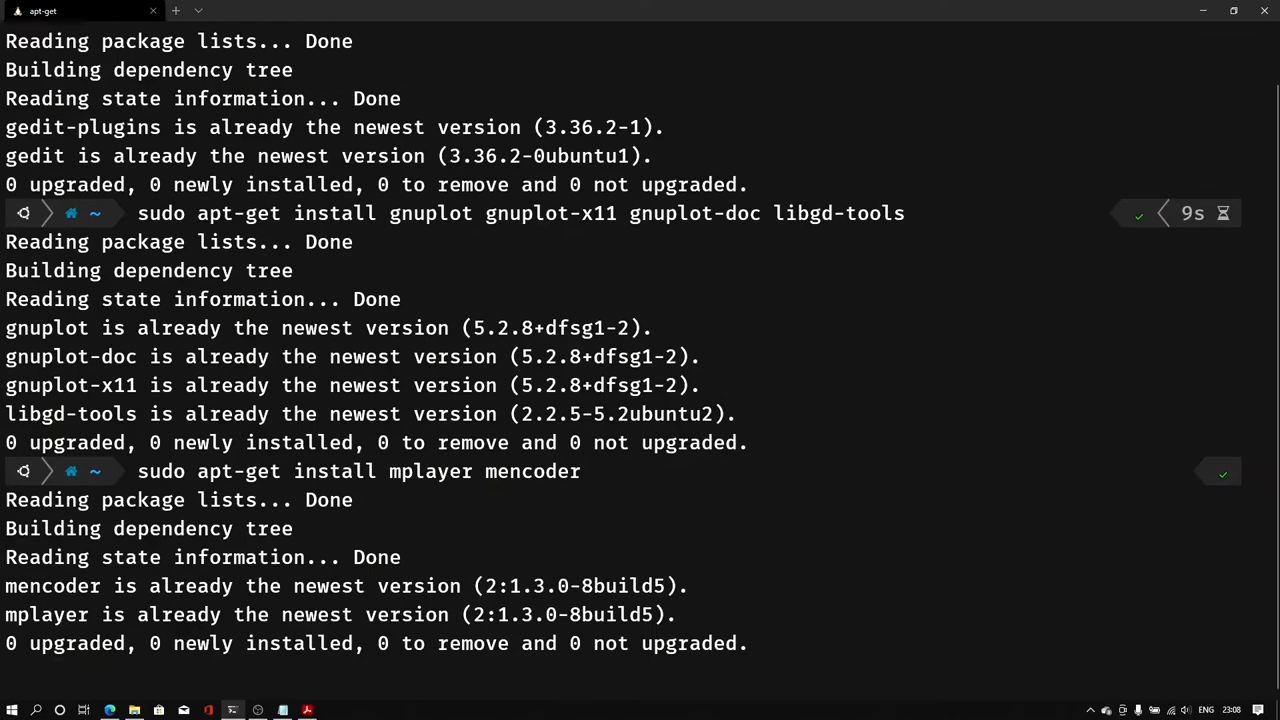 apt-get
Reading package lists... Done
Building dependency tree
Reading state information... Done
gedit-plugins is already the newest version (3.36.2-1).
gedit is already the newest version (3.36.2-0ubuntu1).
0 upgraded, 0 newly installed, 0 to remove and 0 not upgraded.
~ sudo apt-get install gnuplot gnuplot-x11 gnuplot-doc libgd-tools 9s
Reading package lists... Done
Building dependency tree
Reading state information... Done
gnuplot is already the newest version (5.2.8+dfsg1-2).
gnuplot-doc is already the newest version (5.2.8+dfsg1-2).
gnuplot-x11 is already the newest version (5.2.8+dfsg1-2).
libgd-tools is already the newest version (2.2.5-5.2ubuntu2).
0 upgraded, 0 newly installed, 0 to remove and 0 not upgraded.
~ sudo apt-get install mplayer mencoder
Reading package lists... Done
Building dependency tree
Reading state information... Done
mencoder is already the newest version (2:1.3.0-8build5).
mplayer is already the newest version (2:1.3.0-8build5).
0 upgraded, 0 newly installed, 0 to remove and 0 not upgraded.
ENG 23:08